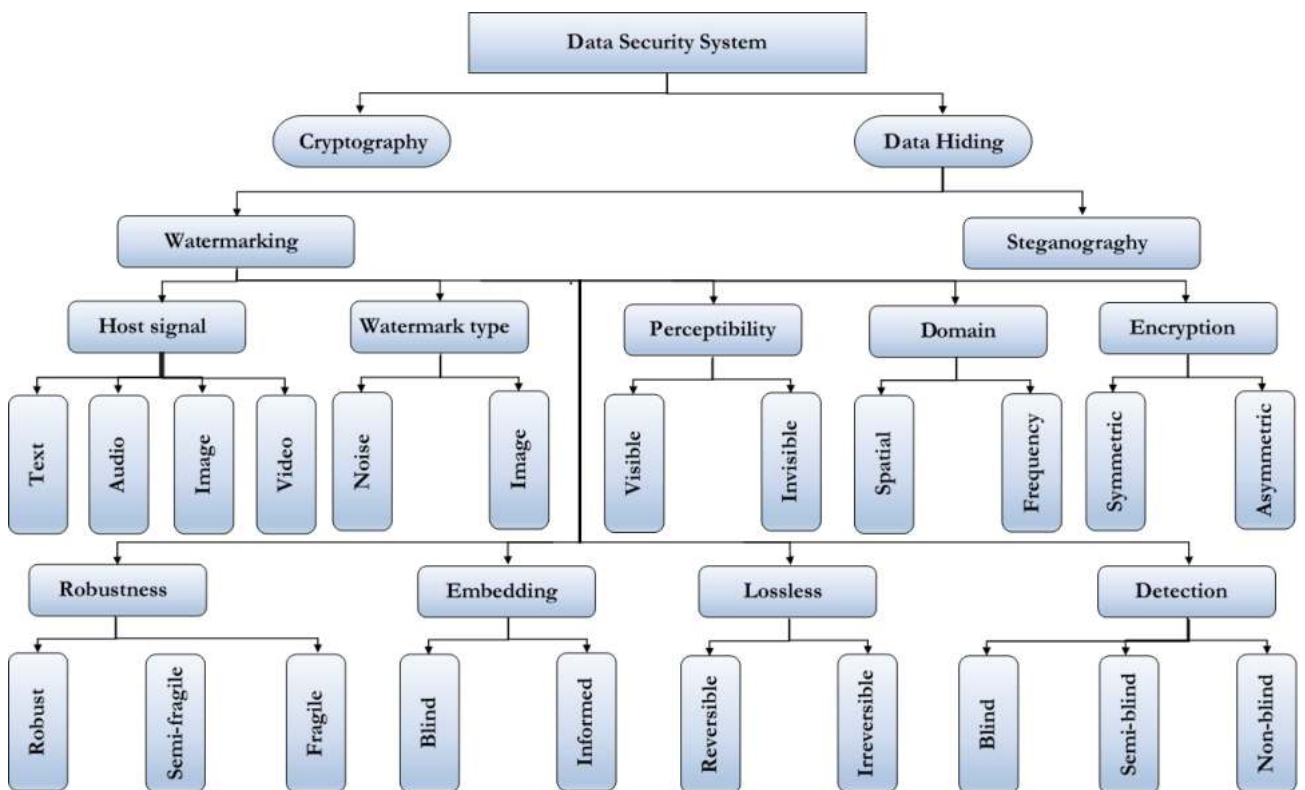 Data Security System
Cryptography
Data Hiding
Watermarking
Steganograghy
Host signal
Watermark type
Perceptibility
Domain
Encryption
Text
Audio
Image
Video
Noise
Image
Visible
Invisible
Spatial
Frequency
Symmetric
Asymmetric
Robustness
Embedding
Lossless
Detection
Robust
Semi-fragile
Fragile
Blind
Informed
Reversible
Irreversible
Blind
Semi-blind
Non-blind